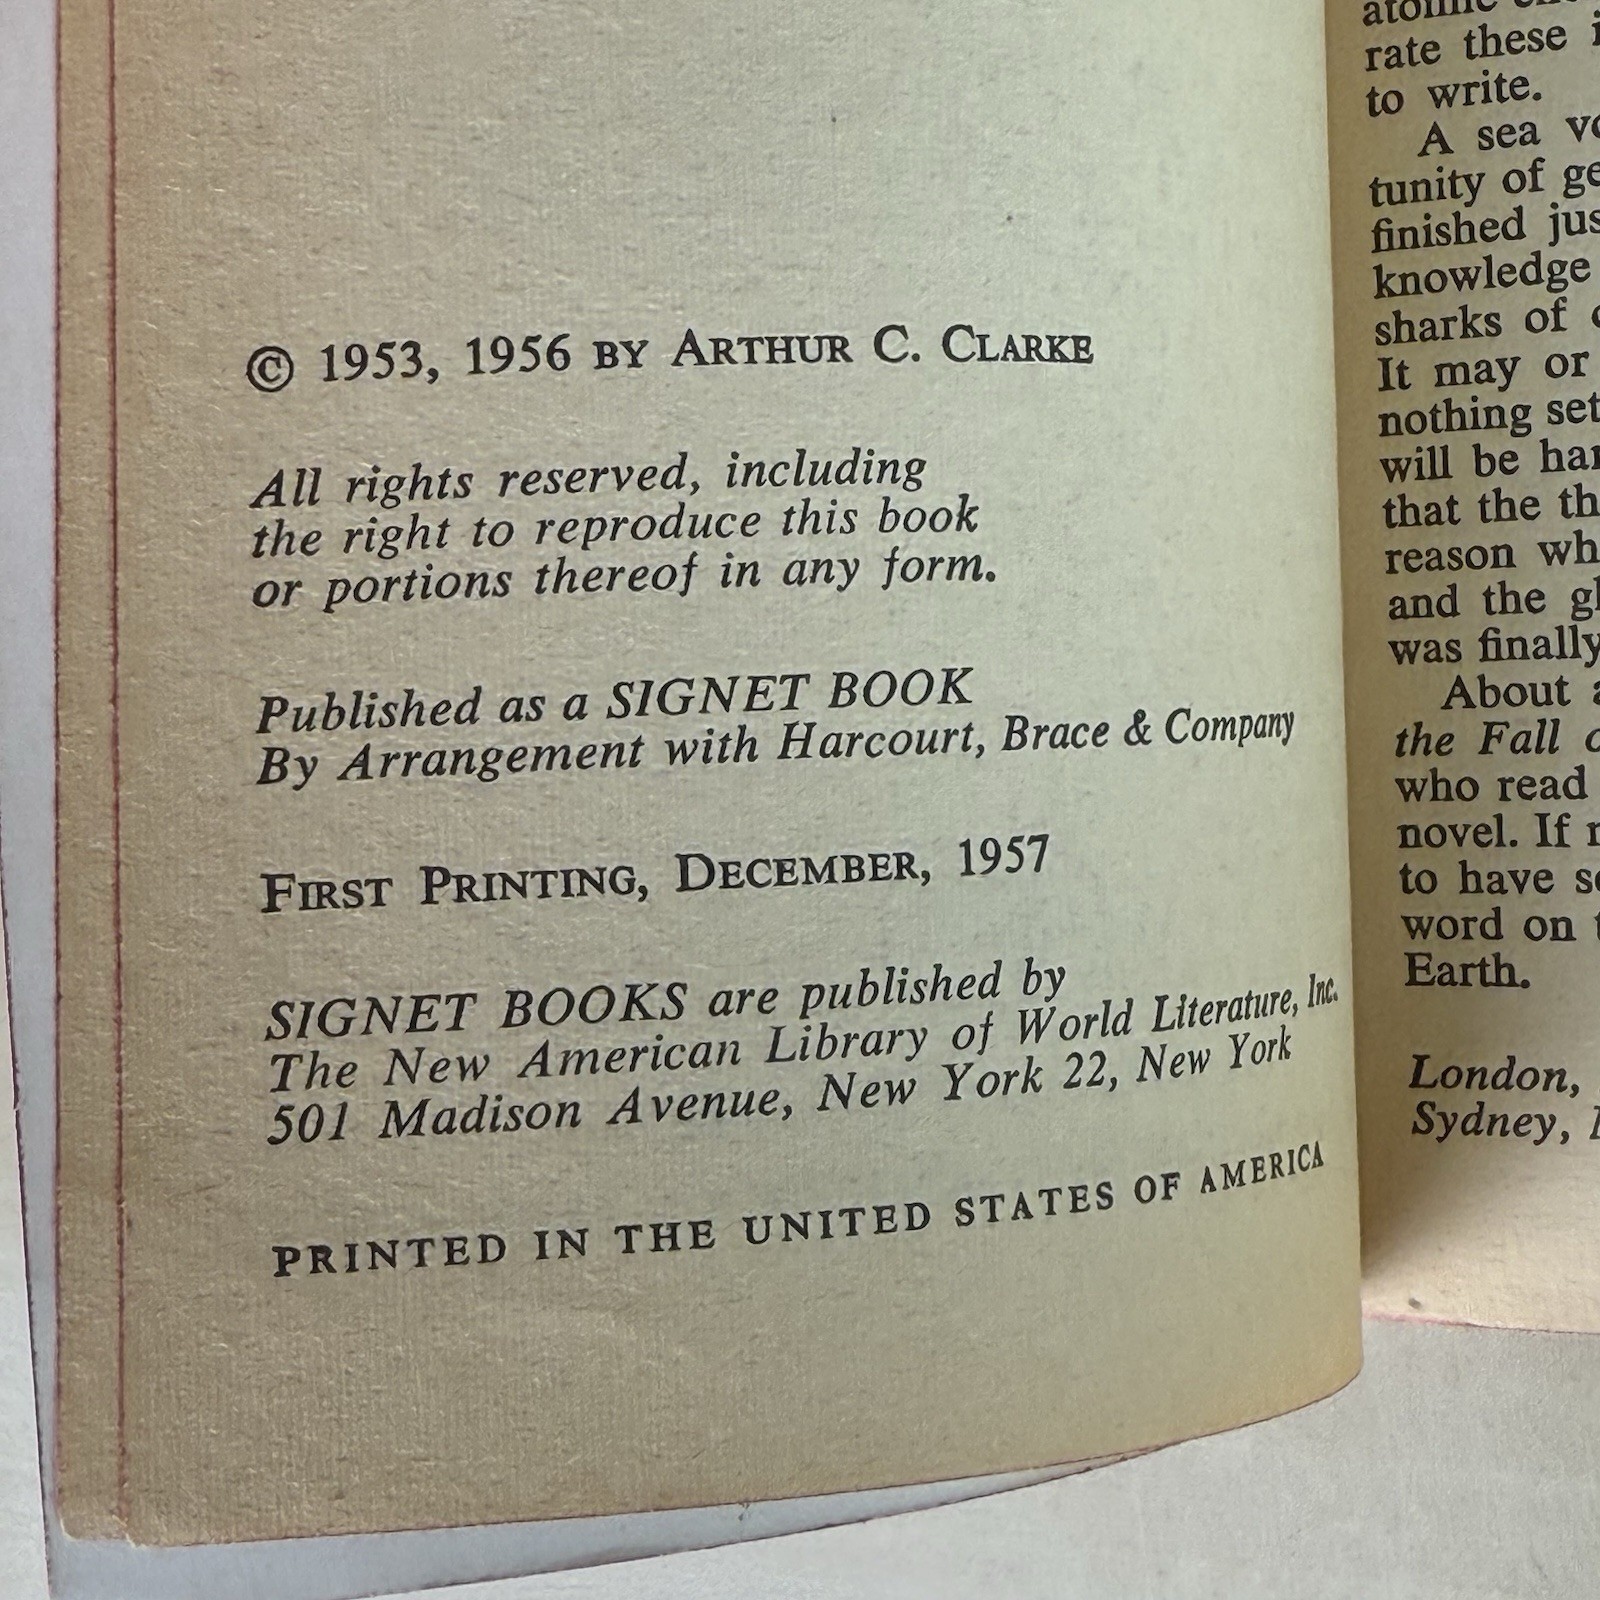 © 1953, 1956 BY ARTHUR C. CLARKE
All rights reserved, including
the right to reproduce this book
or portions thereof in any form.
Published as a SIGNET BOOK
By Arrangement with Harcourt, Brace & Company
FIRST PRINTING, DECEMBER, 1957
SIGNET BOOKS are published by
The New American Library of World Literature, Inc.
501 Madison Avenue, New York 22, New York
PRINTED IN THE UNITED STATES OF AMERICA
rate these
to write.
A sea
tunity of
finished
knowledge
sharks of
It may or
nothing
will be
that the
reason
and the
was finally
About
the Fall
who read
novel. If
to have
word on
Earth.
London,
Sydney,